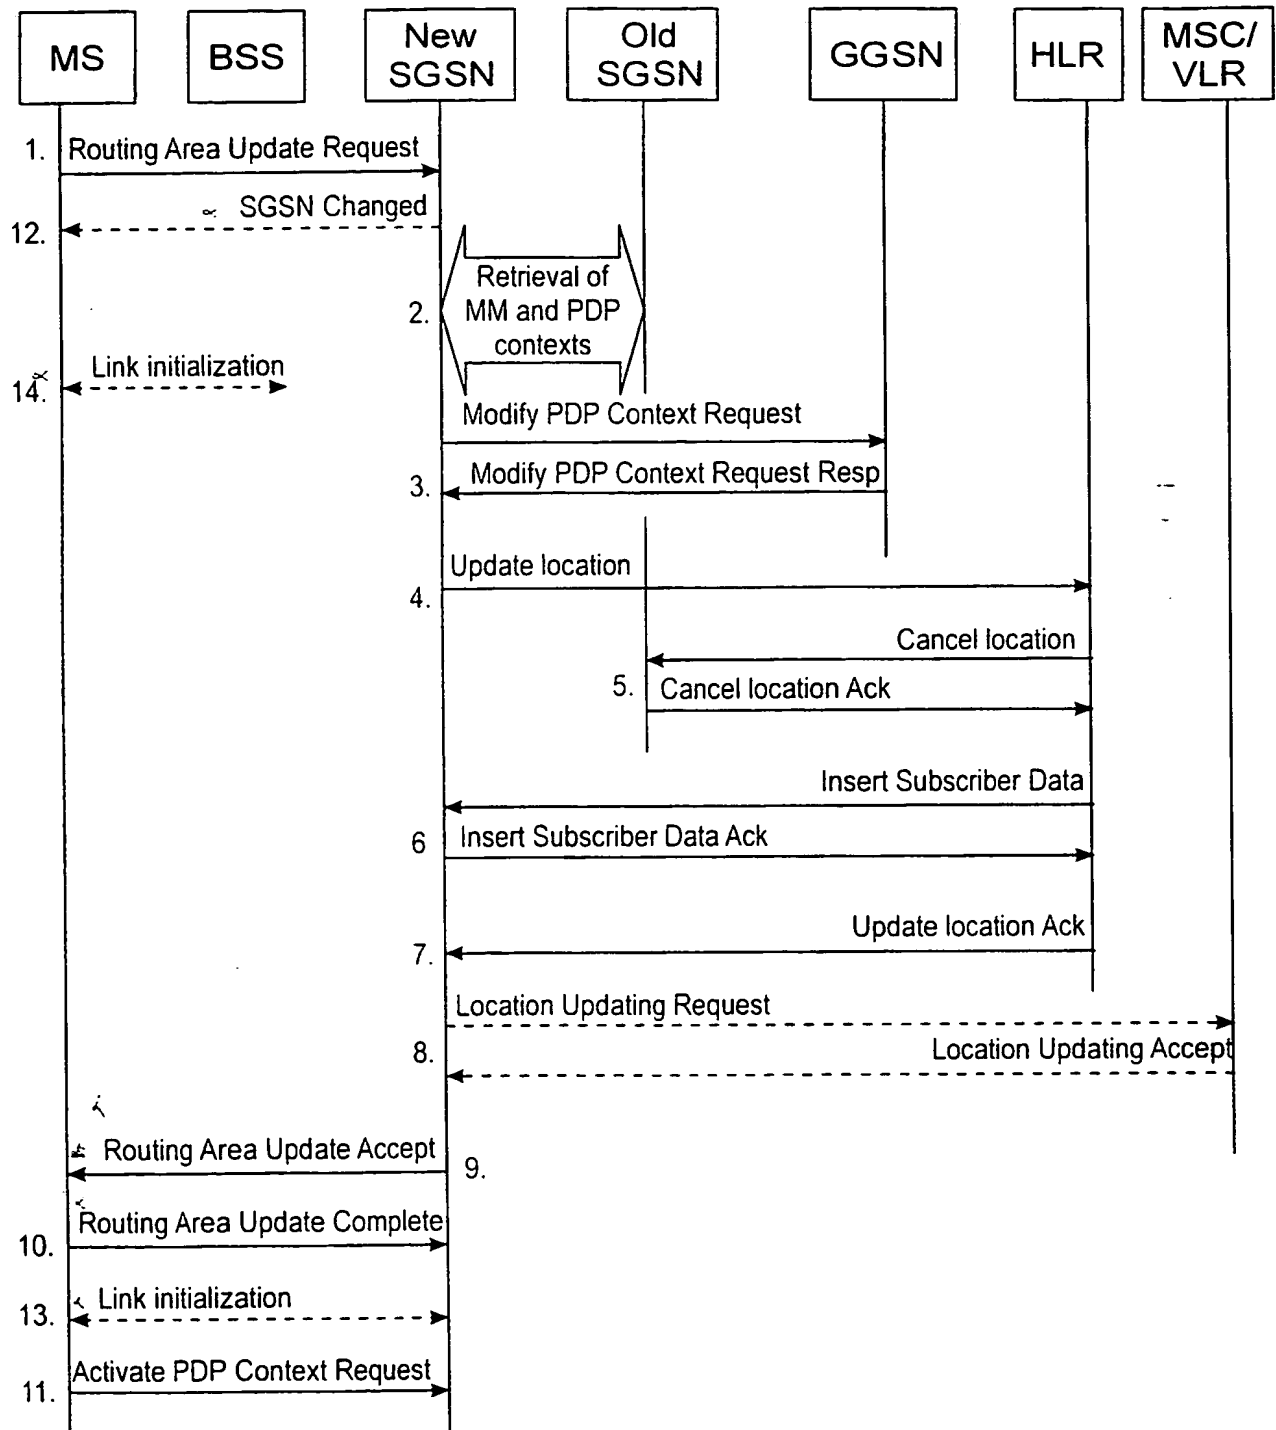 MS
BSS
New
SGSN
Old
SGSN
GGSN
HLR
MSC/
VLR
1. Routing Area Update Request
SGSN Changed
12.
Retrieval of
2. MM and PDP
contexts
Link initialization
14.
Modify PDP Context Request
Modify PDP Context Request Resp
3.
Update location
4.
Cancel location
5. Cancel location Ack
Insert Subscriber Data
6 Insert Subscriber Data Ack
Update location Ack
7.
Location Updating Request
8. Location Updating Accept
Routing Area Update Accept
9.
Routing Area Update Complete
10.
Link initialization
13.
Activate PDP Context Request
11.